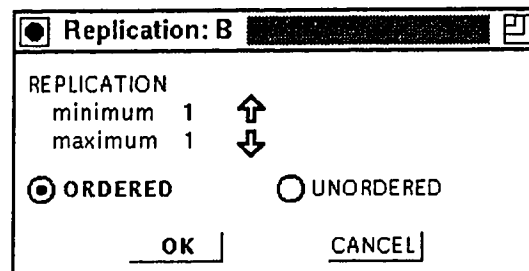 Replication: B
REPLICATION
minimum 1
maximum 1
ORDERED UNORDERED
OK CANCEL